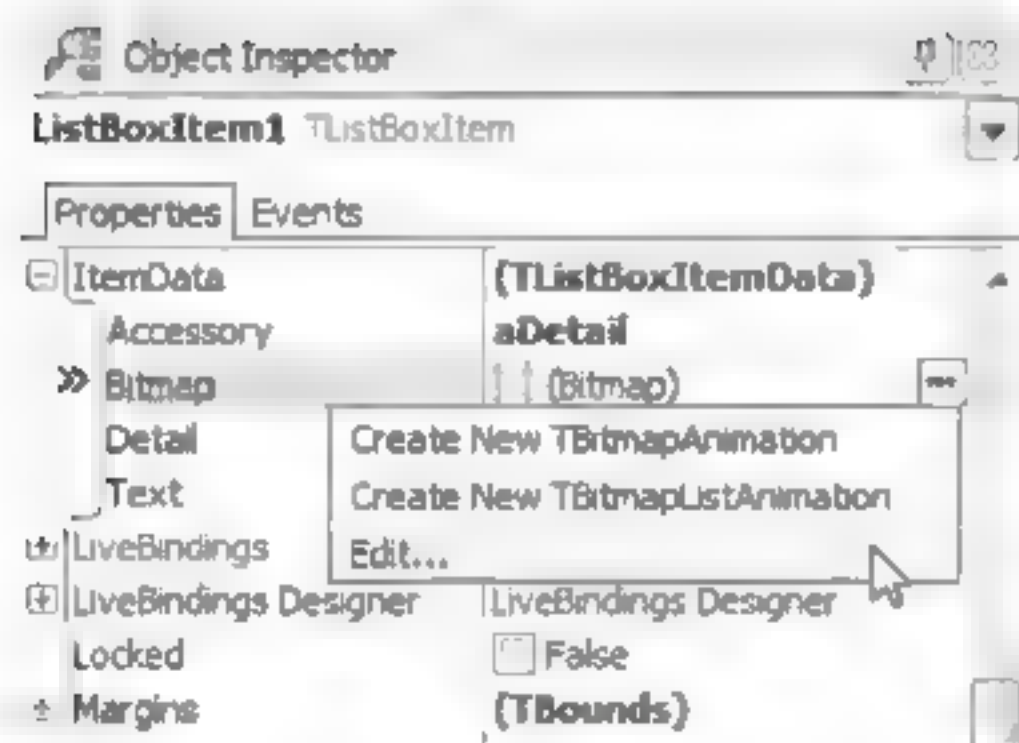 Object Inspector
ListBoxItem1 TListBoxItem
Properties Events
ItemData (TListBoxItemData)
Accessory aDetail
Bitmap (Bitmap)
Detail
Create New TBitmapAnimation
Text
Create New TBitmapListAnimation
LiveBindings
Edit...
LiveBindings Designer LiveBindings Designer
Locked False
Margins (TBounds)